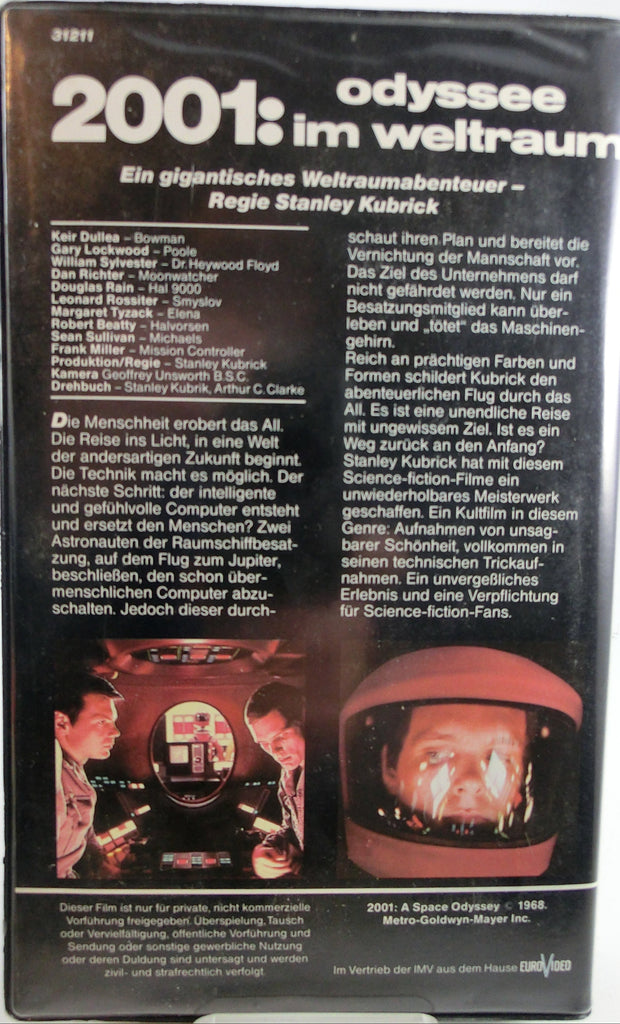 31211
2001: odyssee
im weltraum
Ein gigantisches Weltraumabenteuer –
Regie Stanley Kubrick
Keir Dullea – Bowman
Gary Lockwood – Poole
William Sylvester – Dr. Heywood Floyd
Dan Richter – Moonwatcher
Douglas Rain – Hal 9000
Leonard Rossiter – Smyslov
Margaret Tyzack – Elena
Robert Beatty – Halvorsen
Sean Sullivan – Michaels
Frank Miller – Mission Controller
Produktion/Regie – Stanley Kubrick
Kamera Geoffrey Unsworth B.S.C.
Drehbuch – Stanley Kubrik, Arthur C. Clarke
Die Menschheit erobert das All.
Die Reise ins Licht, in eine Welt
der andersartigen Zukunft beginnt.
Die Technik macht es möglich. Der
nächste Schritt: der intelligente
und gefühlvolle Computer entsteht
und ersetzt den Menschen? Zwei
Astronauten der Raumschiffbesat-
zung, auf dem Flug zum Jupiter,
beschließen, den schon über-
menschlichen Computer abzu-
schalten. Jedoch dieser durch-
schaut ihren Plan und bereitet die
Vernichtung der Mannschaft vor.
Das Ziel des Unternehmens darf
nicht gefährdet werden. Nur ein
Besatzungsmitglied kann über-
leben und „tötet“ das Maschinen-
gehirn.
Reich an prächtigen Farben und
Formen schildert Kubrick den
abenteuerlichen Flug durch das
All. Es ist eine unendliche Reise
mit ungewissem Ziel. Ist es ein
Weg zurück an den Anfang?
Stanley Kubrick hat mit diesem
Science-fiction-Filme ein
unwiederholbares Meisterwerk
geschaffen. Ein Kultfilm in diesem
Genre: Aufnahmen von unsag-
barer Schönheit, vollkommen in
seinen technischen Trickauf-
nahmen. Ein unvergeßliches
Erlebnis und eine Verpflichtung
für Science-fiction-Fans.
Dieser Film ist nur für private, nicht kommerzielle
Vorführung freigegeben. Überspielung, Tausch
oder Vervielfältigung, öffentliche Vorführung und
Sendung oder sonstige gewerbliche Nutzung
oder deren Duldung sind untersagt und werden
zivil- und strafrechtlich verfolgt.
2001: A Space Odyssey © 1968.
Metro-Goldwyn-Mayer Inc.
Im Vertrieb der IMV aus dem Hause EUROVIDEO